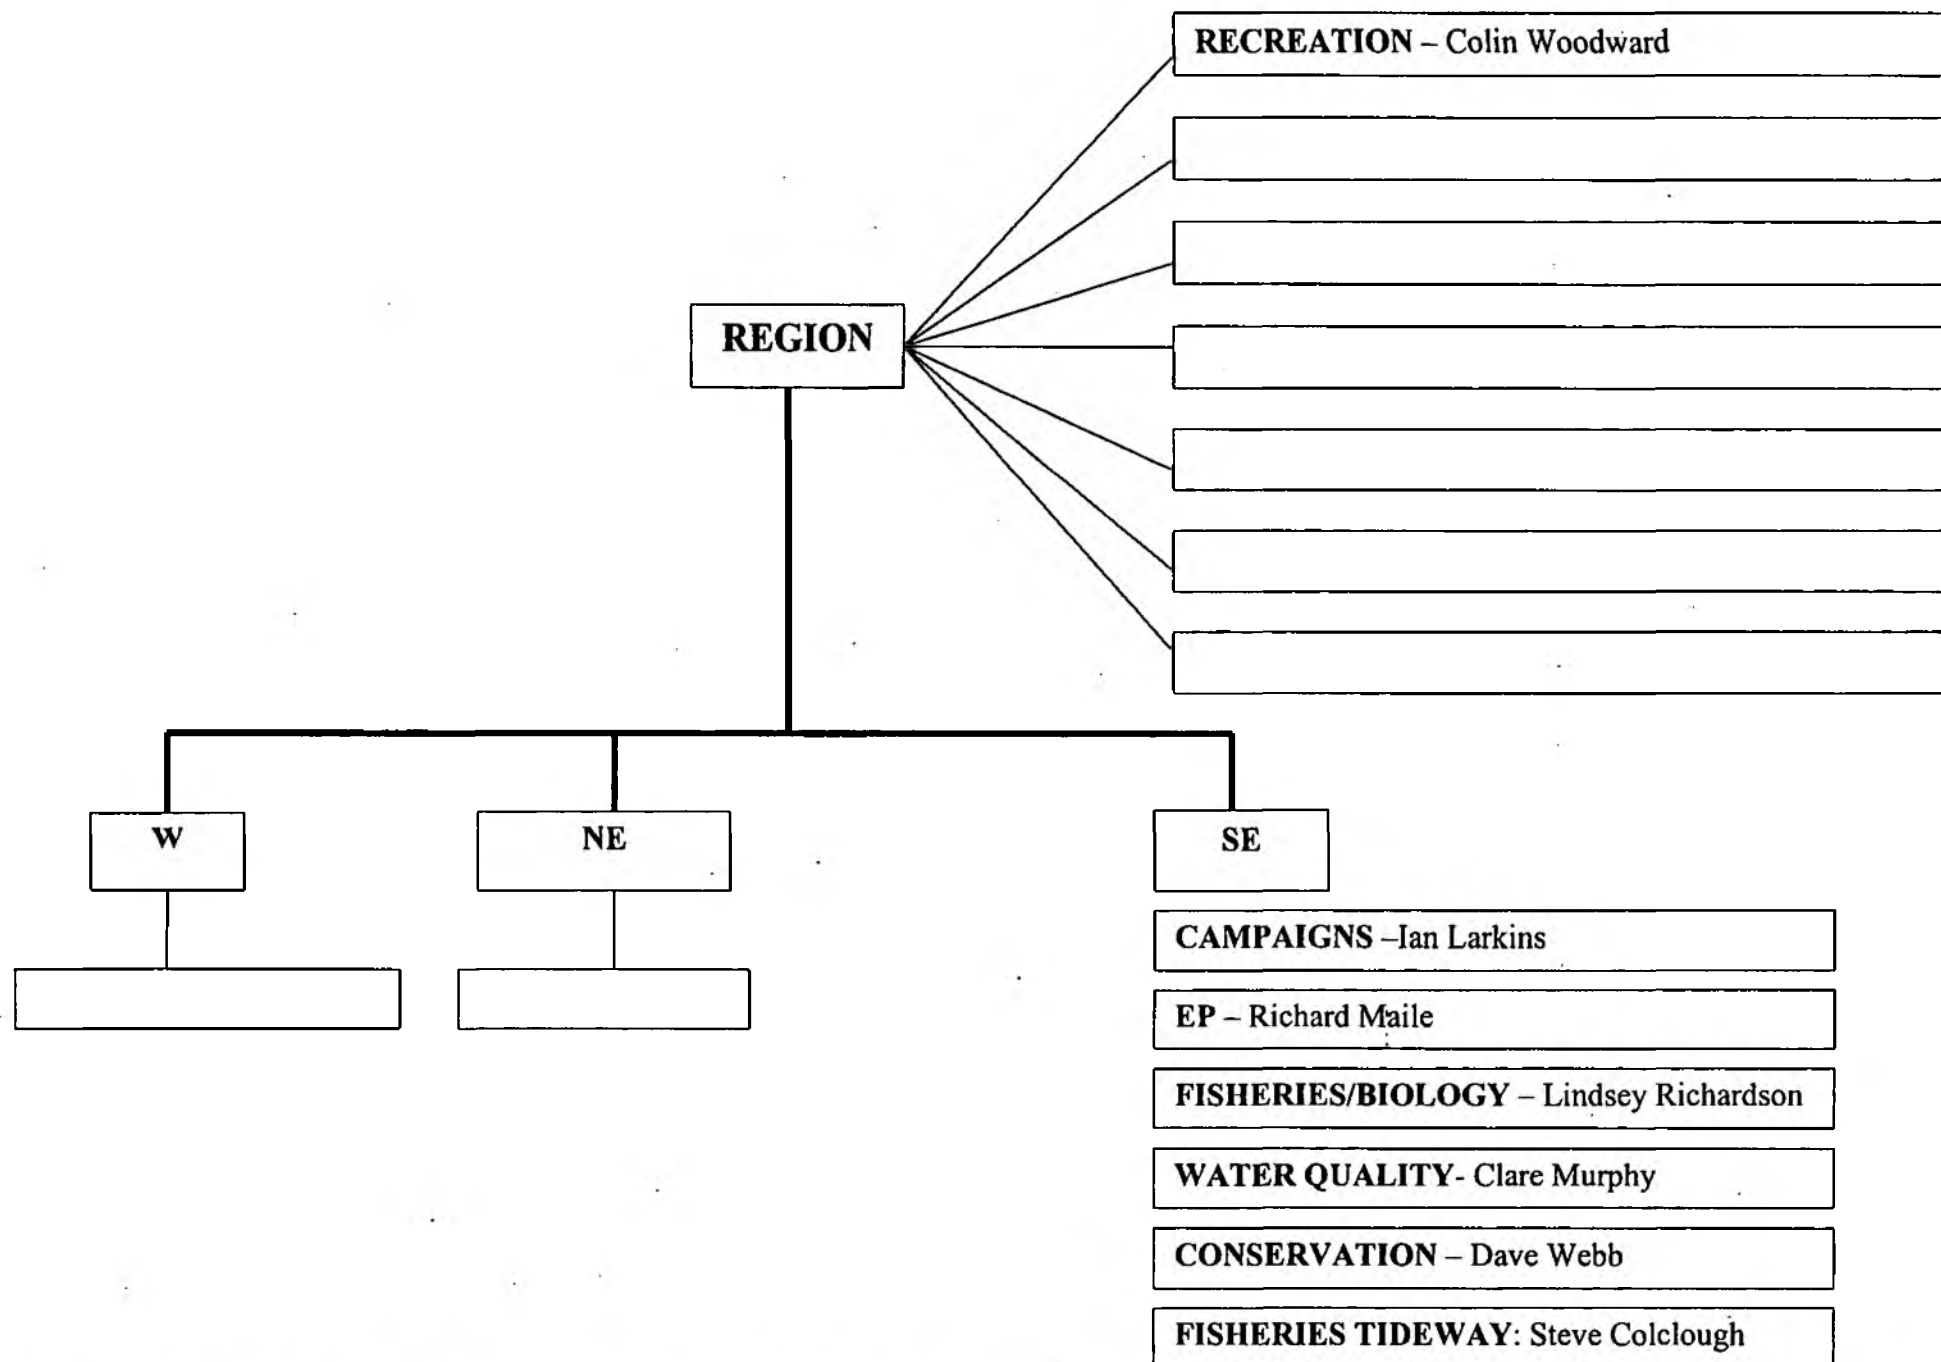 RECREATION – Colin Woodward
REGION
W
NE
SE
CAMPAIGNS –Ian Larkins
EP – Richard Maile
FISHERIES/BIOLOGY – Lindsey Richardson
WATER QUALITY- Clare Murphy
CONSERVATION – Dave Webb
FISHERIES TIDEWAY: Steve Colclough